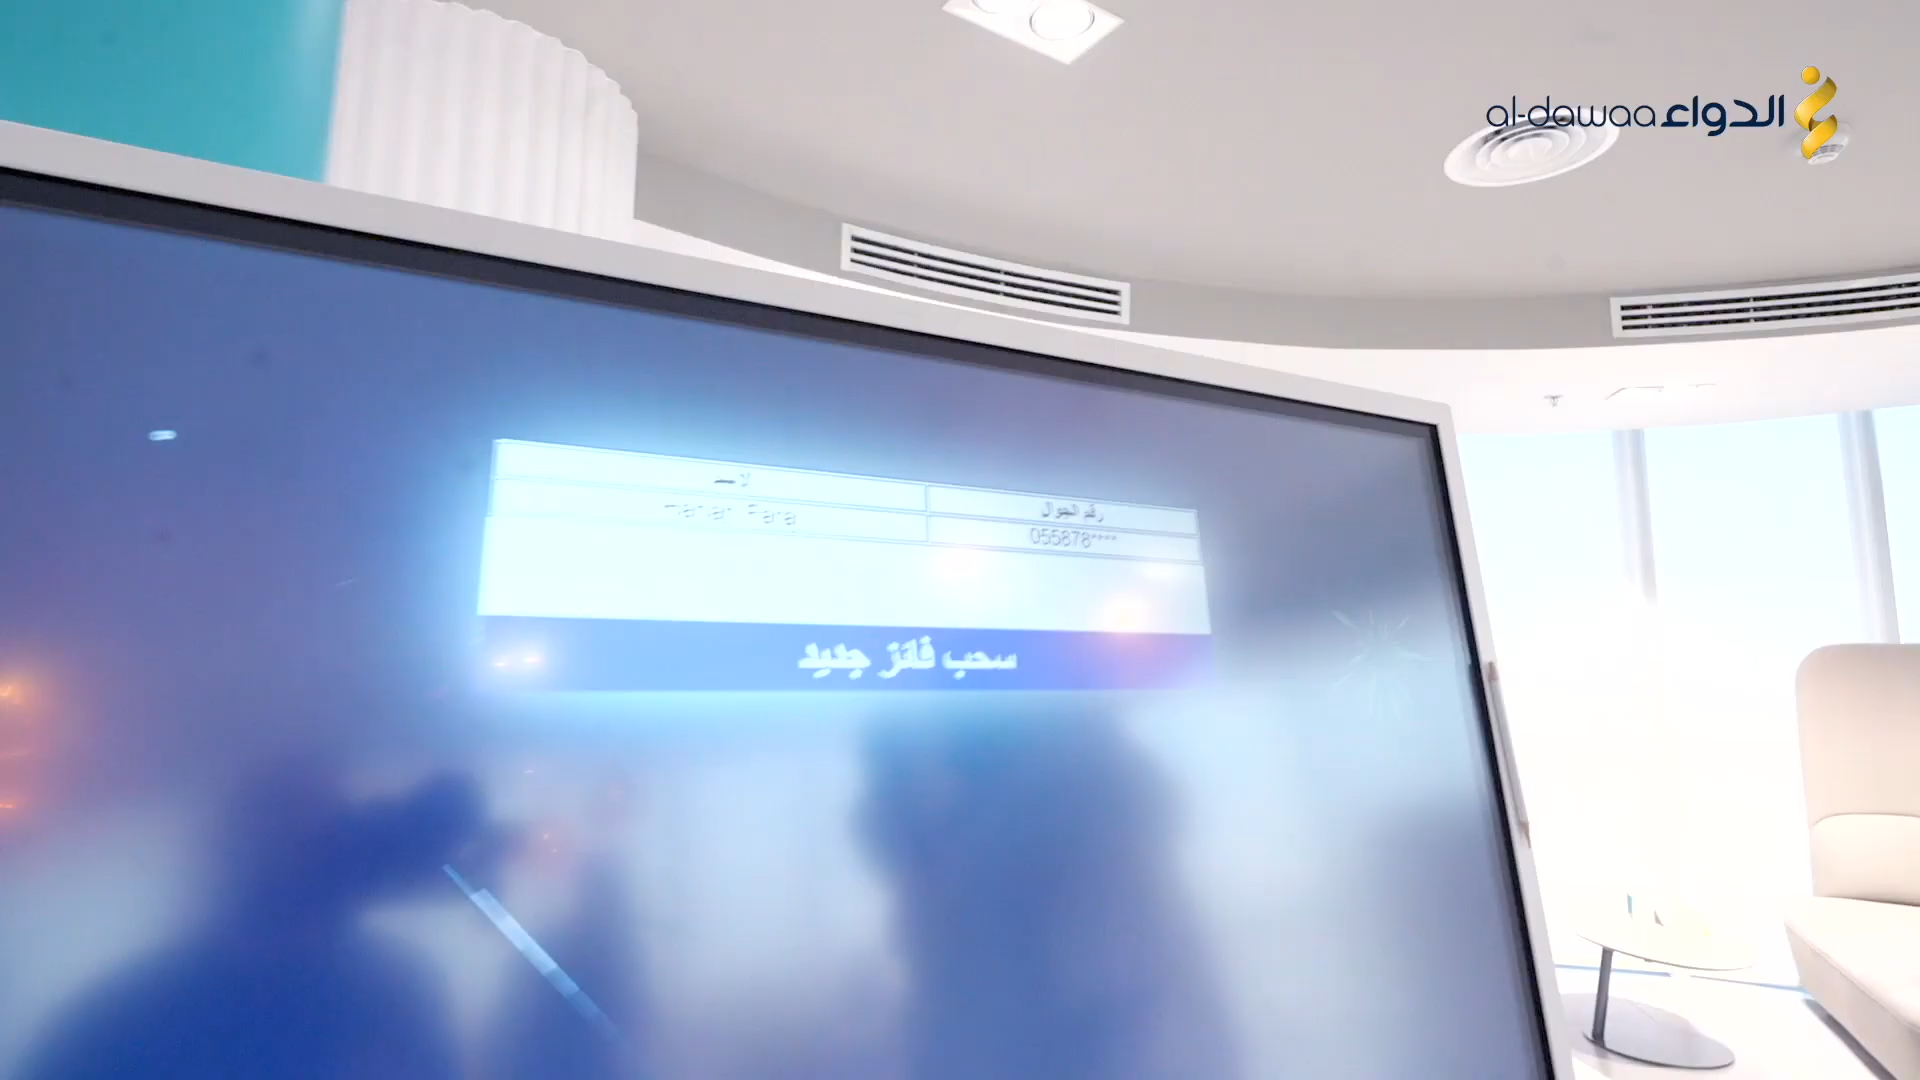 al-dawaa الدواء
الاسم
رقم الجوال
055878****
سحب فائز جديد